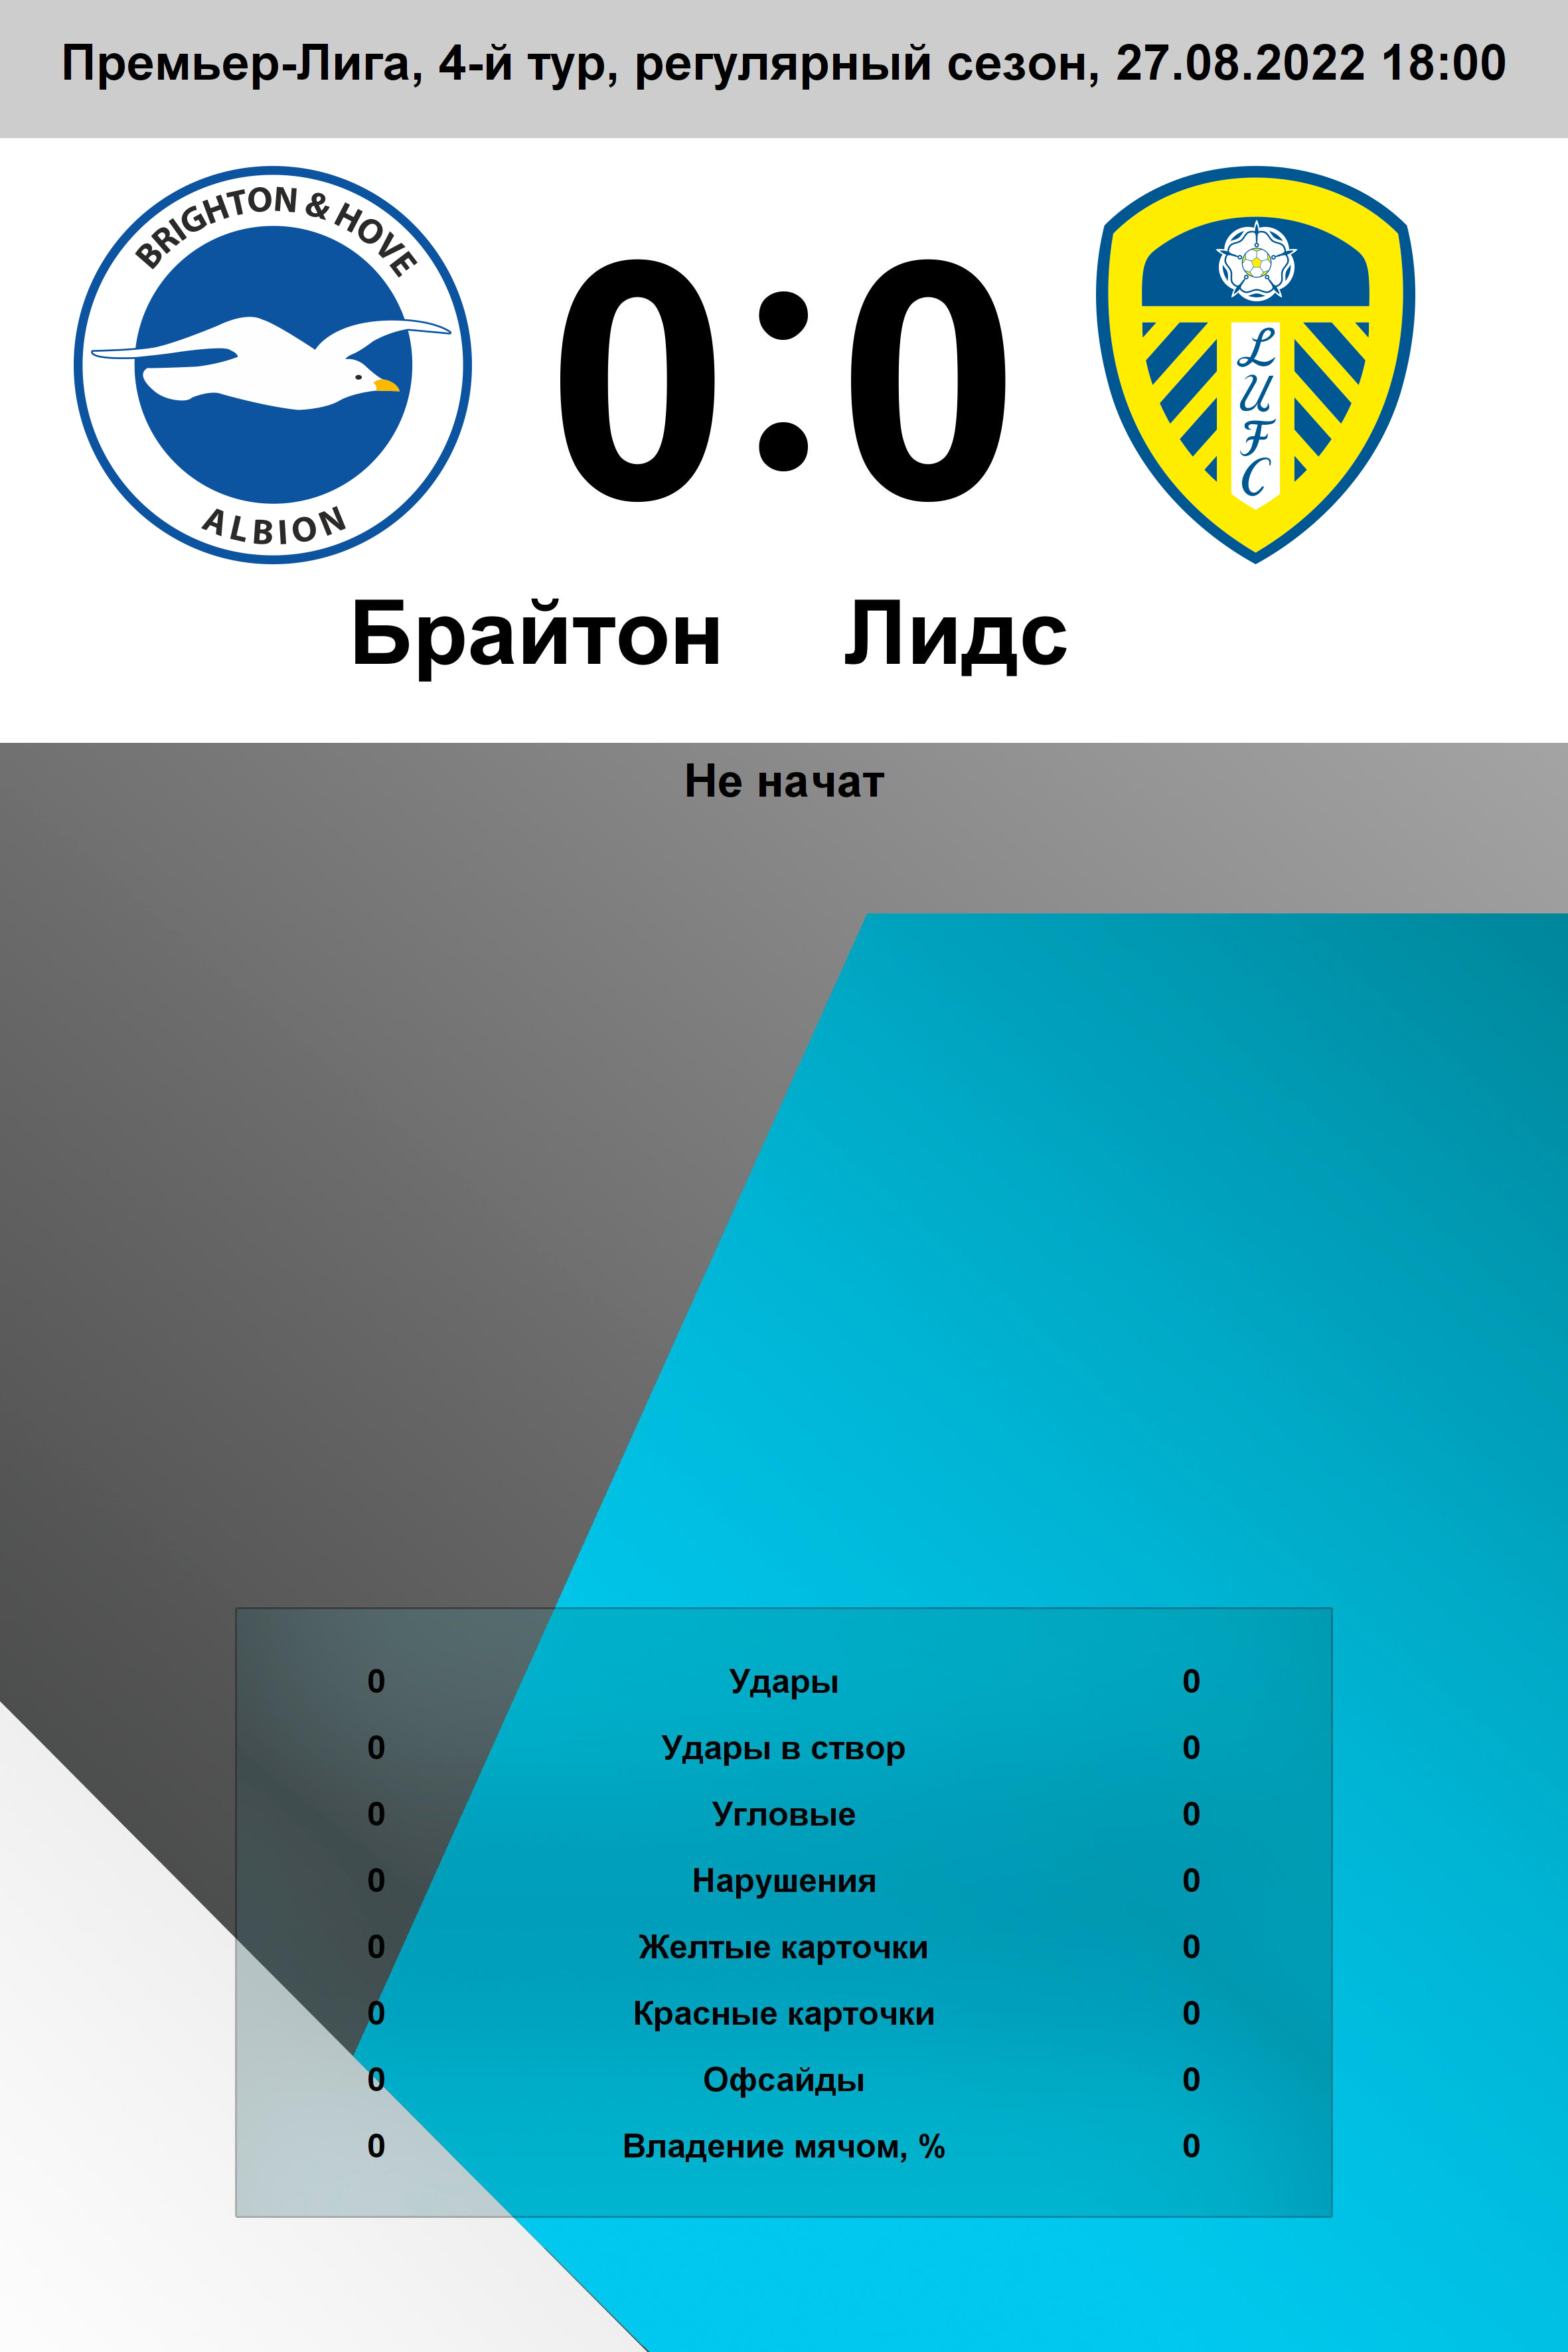 Премьер-Лига, 4-й тур, регулярный сезон, 27.08.2022 18:00
BRIGHTON & HOVE
ALBION
0:0
L
U
F
C
Брайтон Лидс
Не начат
0 Удары 0
0 Удары в створ 0
0 Угловые 0
0 Нарушения 0
0 Желтые карточки 0
0 Красные карточки 0
0 Офсайды 0
0 Владение мячом, % 0